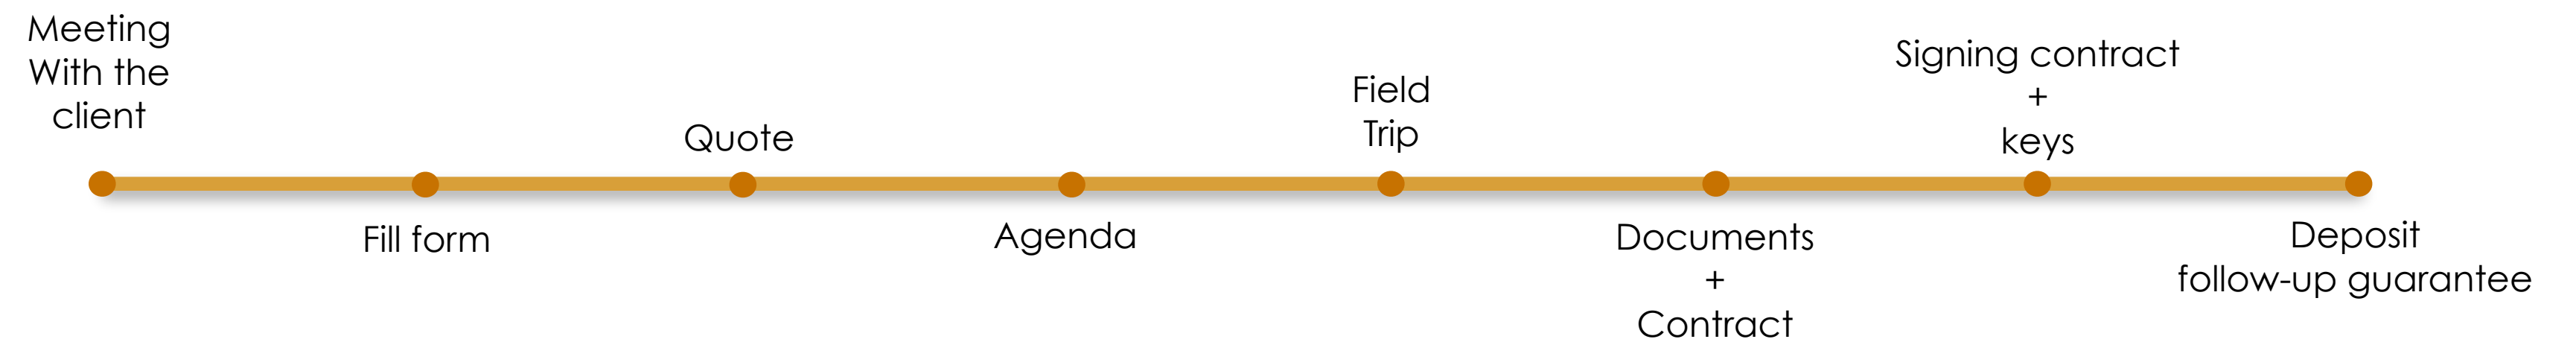 Meeting
With the
client
Fill form
Quote
Agenda
Field
Trip
Documents
+
Contract
Signing contract
+
keys
Deposit
follow-up guarantee